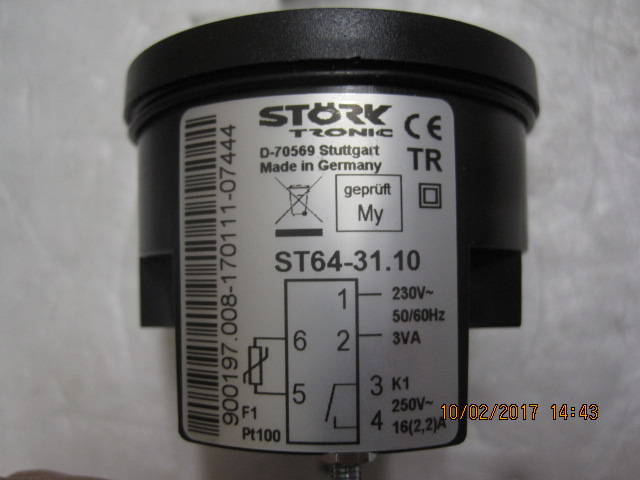 STÖRK
TRONIC
CE
D-70569 Stuttgart
Made in Germany
TR
geprüft
My
ST64-31.10
1 230V~
50/60Hz
6 2 3VA
5 3 K1
250V~
4 16(2,2)A
F1
Pt100
900197.008-170111-07444
10/02/2017 14:43